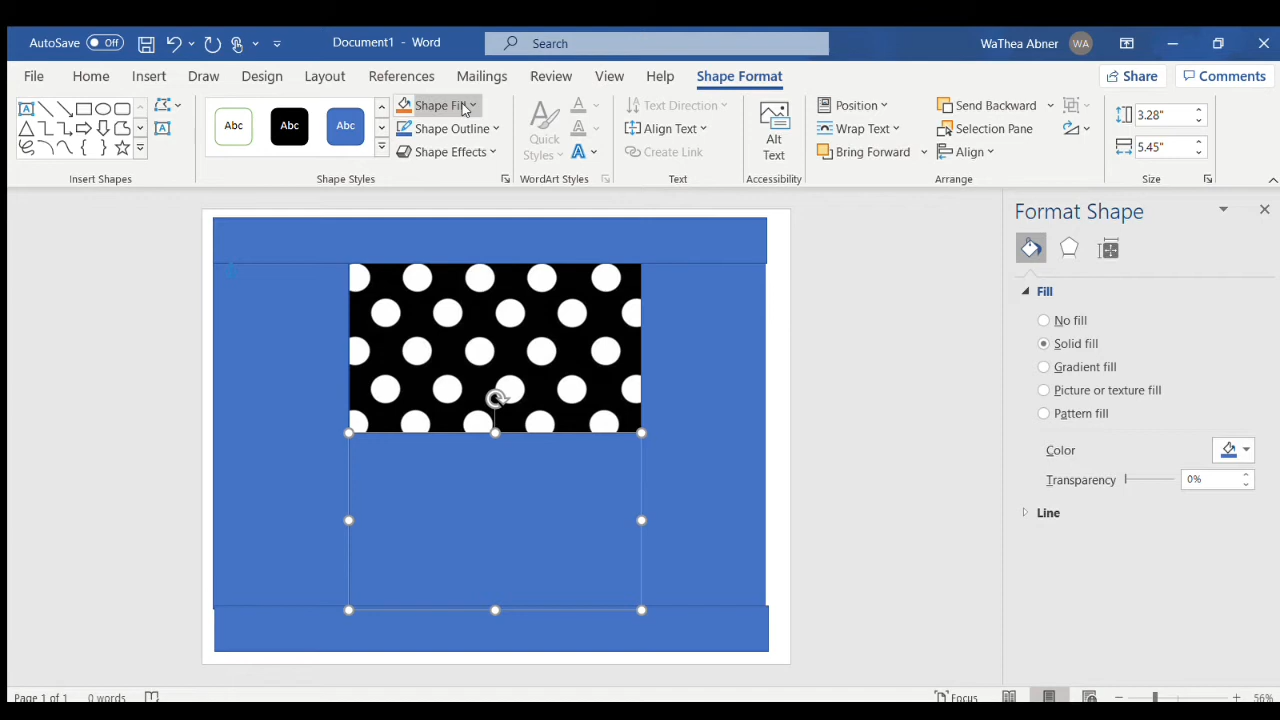 AutoSave Off Document1 - Word Search WaThea Abner WA
File Home Insert Draw Design Layout References Mailings Review View Help Shape Format Share Comments
Abc Abc Abc
Shape Fill
Shape Outline
Shape Effects
Quick
Styles
Text Direction
Align Text
Create Link
Alt
Text
Position
Wrap Text
Bring Forward
Send Backward
Selection Pane
Align
3.28"
5.45"
Insert Shapes Shape Styles WordArt Styles Text Accessibility Arrange Size
Format Shape
Fill
No fill
Solid fill
Gradient fill
Picture or texture fill
Pattern fill
Color
Transparency 0%
Line
Page 1 of 1 0 words Focus 56%